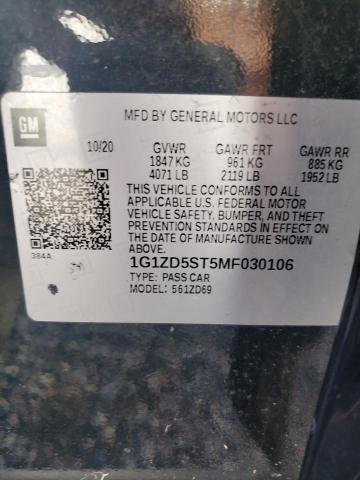 GM
MFD BY GENERAL MOTORS LLC
10/20 GVWR GAWR FRT GAWR RR
1847 KG 961 KG 885 KG
4071 LB 2119 LB 1952 LB
THIS VEHICLE CONFORMS TO ALL
APPLICABLE U.S. FEDERAL MOTOR
VEHICLE SAFETY, BUMPER, AND THEFT
PREVENTION STANDARDS IN EFFECT ON
THE DATE OF MANUFACTURE SHOWN
ABOVE.
384A
1G1ZD5ST5MF030106
TYPE: PASS CAR
MODEL: 561ZD69